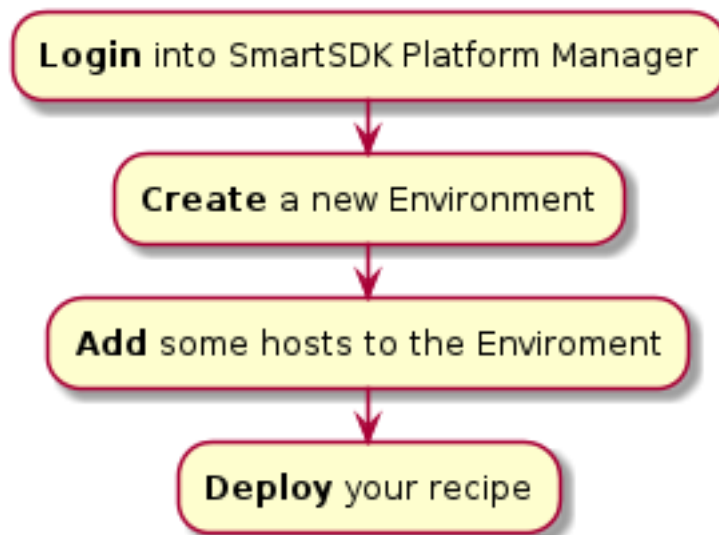 Login into SmartSDK Platform Manager
Create a new Environment
Add some hosts to the Enviroment
Deploy your recipe